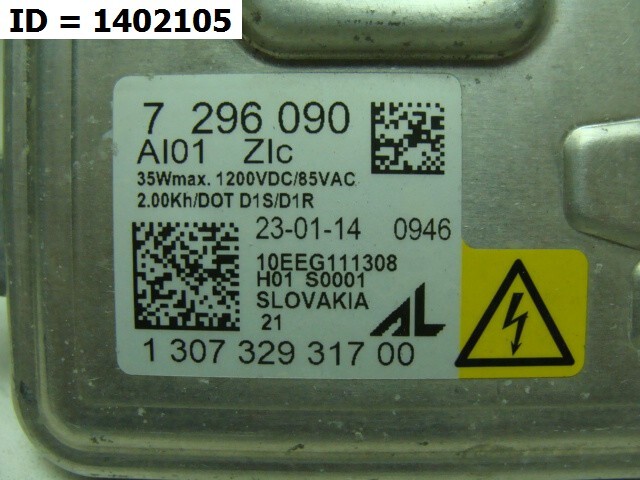 ID = 1402105
7 296 090
AI01 ZIc
35Wmax. 1200VDC/85VAC
2.00Kh/DOT D1S/D1R
23-01-14 0946
10EEG111308
H01 S0001
SLOVAKIA
21 AL
1 307 329 317 00